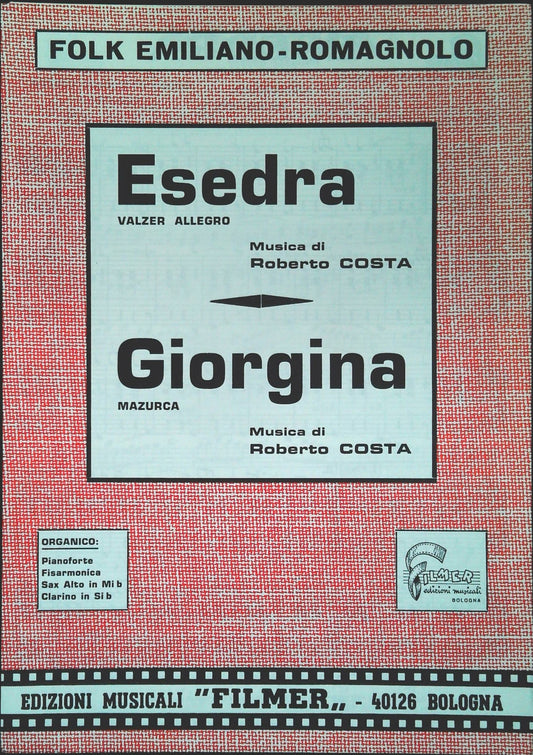 FOLK EMILIANO-ROMAGNOLO
Esedra
VALZER ALLEGRO
Musica di
Roberto COSTA
Giorgina
MAZURCA
Musica di
Roberto COSTA
ORGANICO:
Pianoforte
Fisarmonica
Sax Alto in Mi b
Clarino in Si b
FILMER
edizioni musicali
BOLOGNA
EDIZIONI MUSICALI "FILMER„ - 40126 BOLOGNA